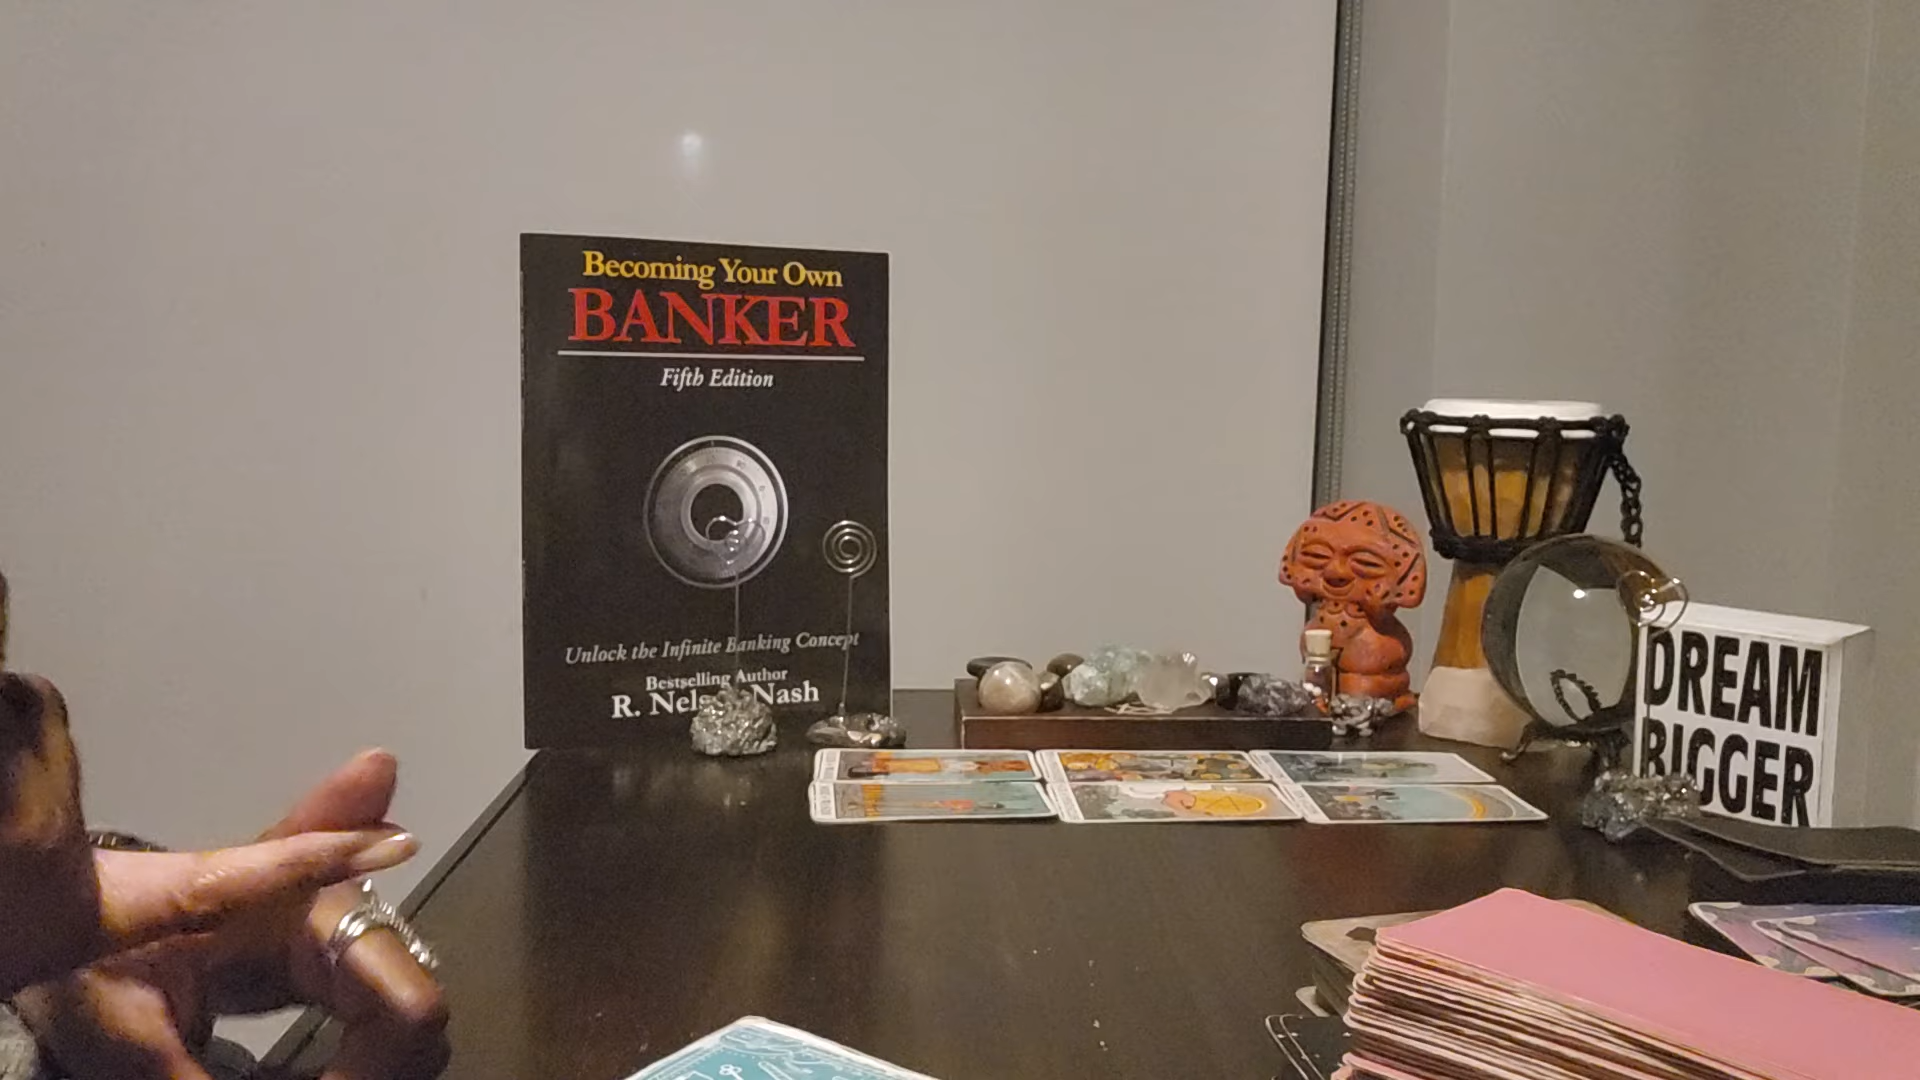 Becoming Your Own
BANKER
Fifth Edition
Unlock the Infinite Banking Concept
Bestselling Author
R. Nelson Nash
DREAM
BIGGER